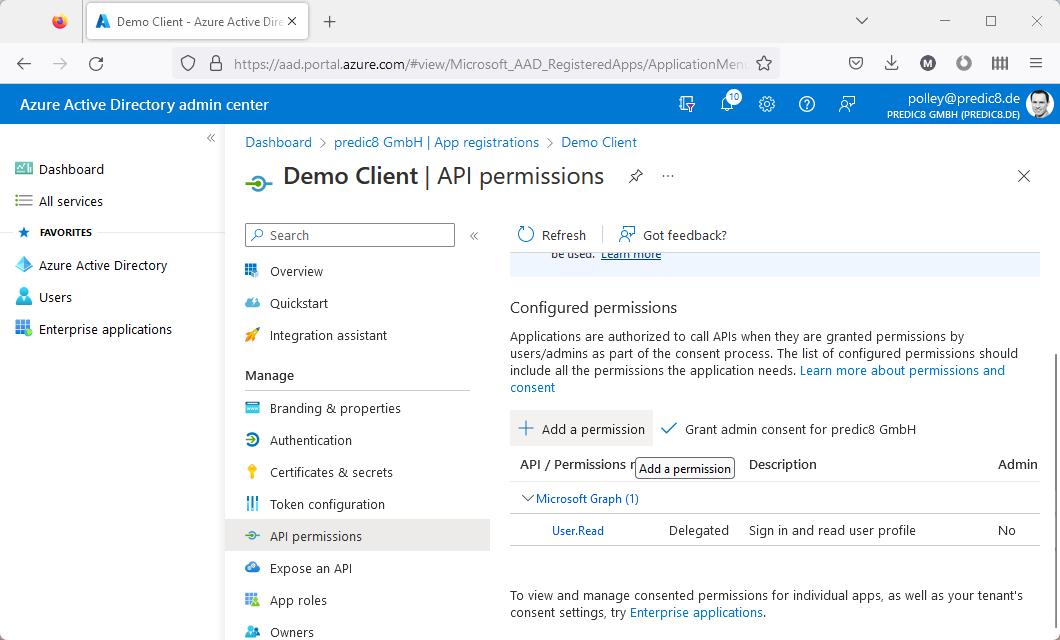 Demo Client - Azure Active Dire
https://aad.portal.azure.com/#view/Microsoft_AAD_RegisteredApps/ApplicationMenu
Azure Active Directory admin center
10
polley@predic8.de
PREDIC8 GMBH (PREDIC8.DE)
Dashboard
All services
FAVORITES
Azure Active Directory
Users
Enterprise applications
Dashboard > predic8 GmbH | App registrations > Demo Client
Demo Client | API permissions
Search
Overview
Quickstart
Integration assistant
Manage
Branding & properties
Authentication
Certificates & secrets
Token configuration
API permissions
Expose an API
App roles
Owners
Refresh
Got feedback?
be used. Learn more
Configured permissions
Applications are authorized to call APIs when they are granted permissions by
users/admins as part of the consent process. The list of configured permissions should
include all the permissions the application needs. Learn more about permissions and
consent
Add a permission
Grant admin consent for predic8 GmbH
API / Permissions
Description
Admin
Add a permission
Microsoft Graph (1)
User.Read
Delegated
Sign in and read user profile
No
To view and manage consented permissions for individual apps, as well as your tenant's
consent settings, try Enterprise applications.